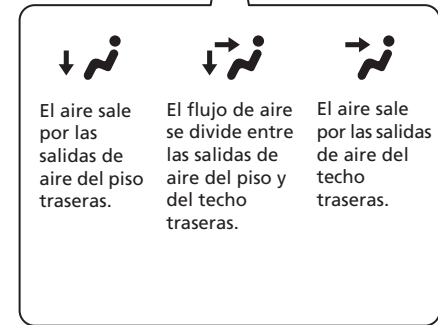 El aire sale
por las
salidas de
aire del piso
traseras.
El flujo de aire
se divide entre
las salidas de
aire del piso y
del techo
traseras.
El aire sale
por las salidas
de aire del
techo
traseras.